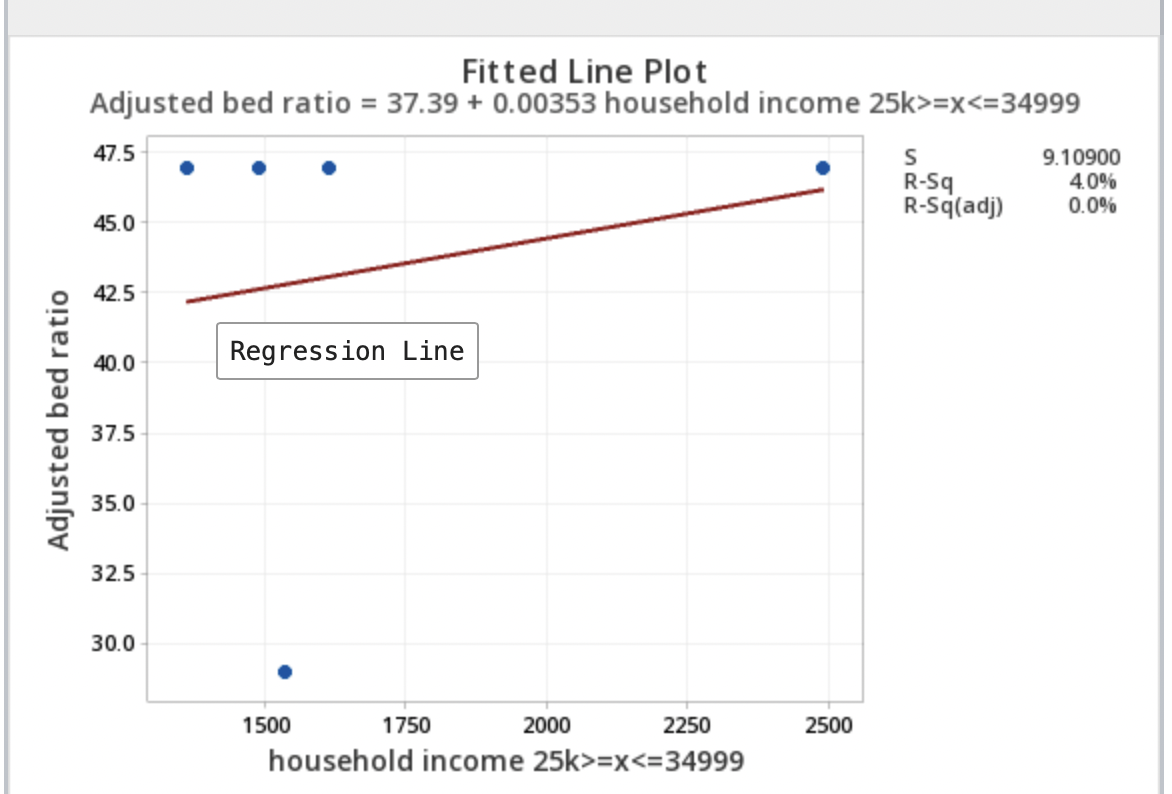 Fitted Line Plot
Adjusted bed ratio = 37.39 + 0.00353 household income 25k>=x<=34999
S 9.10900
R-Sq 4.0%
R-Sq(adj) 0.0%
47.5
45.0
42.5
40.0
37.5
35.0
32.5
30.0
Adjusted bed ratio
Regression Line
1500 1750 2000 2250 2500
household income 25k>=x<=34999